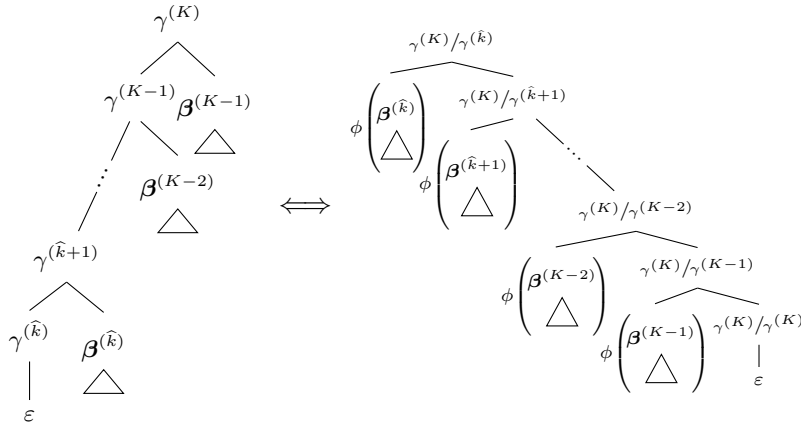 γ^(K)
γ^(K−1) β^(K−1)
⋮ β^(K−2)
γ^(k̂+1)
γ^(k̂) β^(k̂)
ε
⟺
γ^(K)/γ^(k̂)
ϕ(β^(k̂)) γ^(K)/γ^(k̂+1)
ϕ(β^(k̂+1)) ⋱
γ^(K)/γ^(K−2)
ϕ(β^(K−2)) γ^(K)/γ^(K−1)
ϕ(β^(K−1)) γ^(K)/γ^(K)
ε